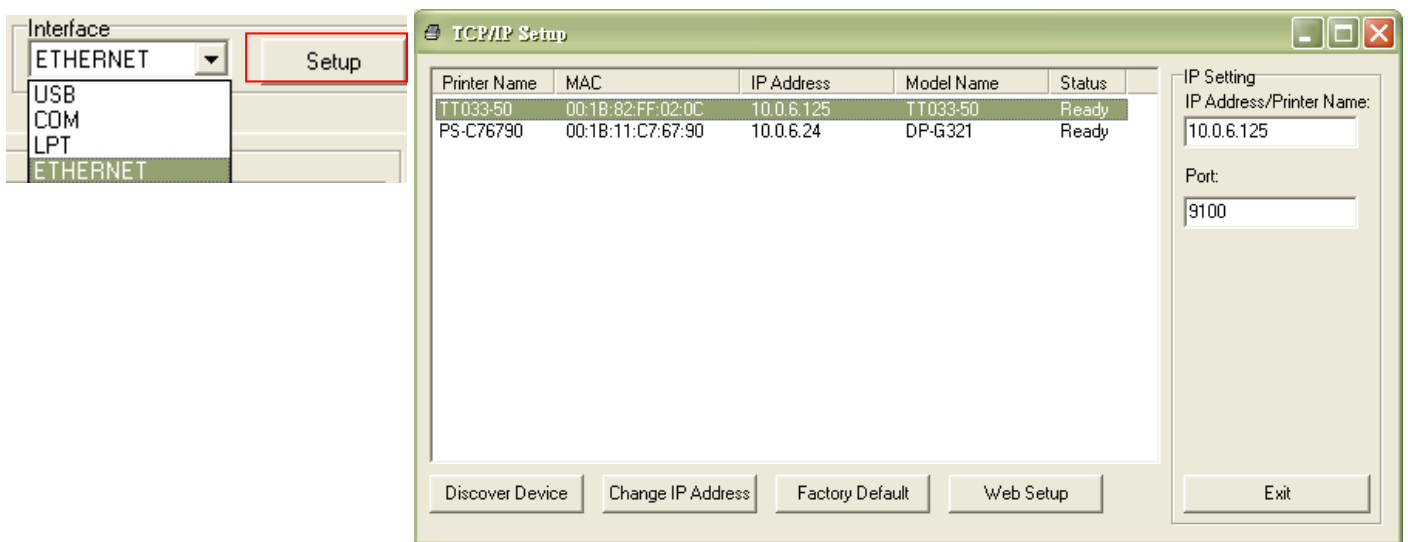 Interface
ETHERNET
Setup
USB
COM
LPT
ETHERNET
TCP/IP Setup
Printer Name MAC IP Address Model Name Status
TT033-50 00:1B:82:FF:02:0C 10.0.6.125 TT033-50 Ready
PS-C76790 00:1B:11:C7:67:90 10.0.6.24 DP-G321 Ready
IP Setting
IP Address/Printer Name:
10.0.6.125
Port:
9100
Discover Device Change IP Address Factory Default Web Setup Exit